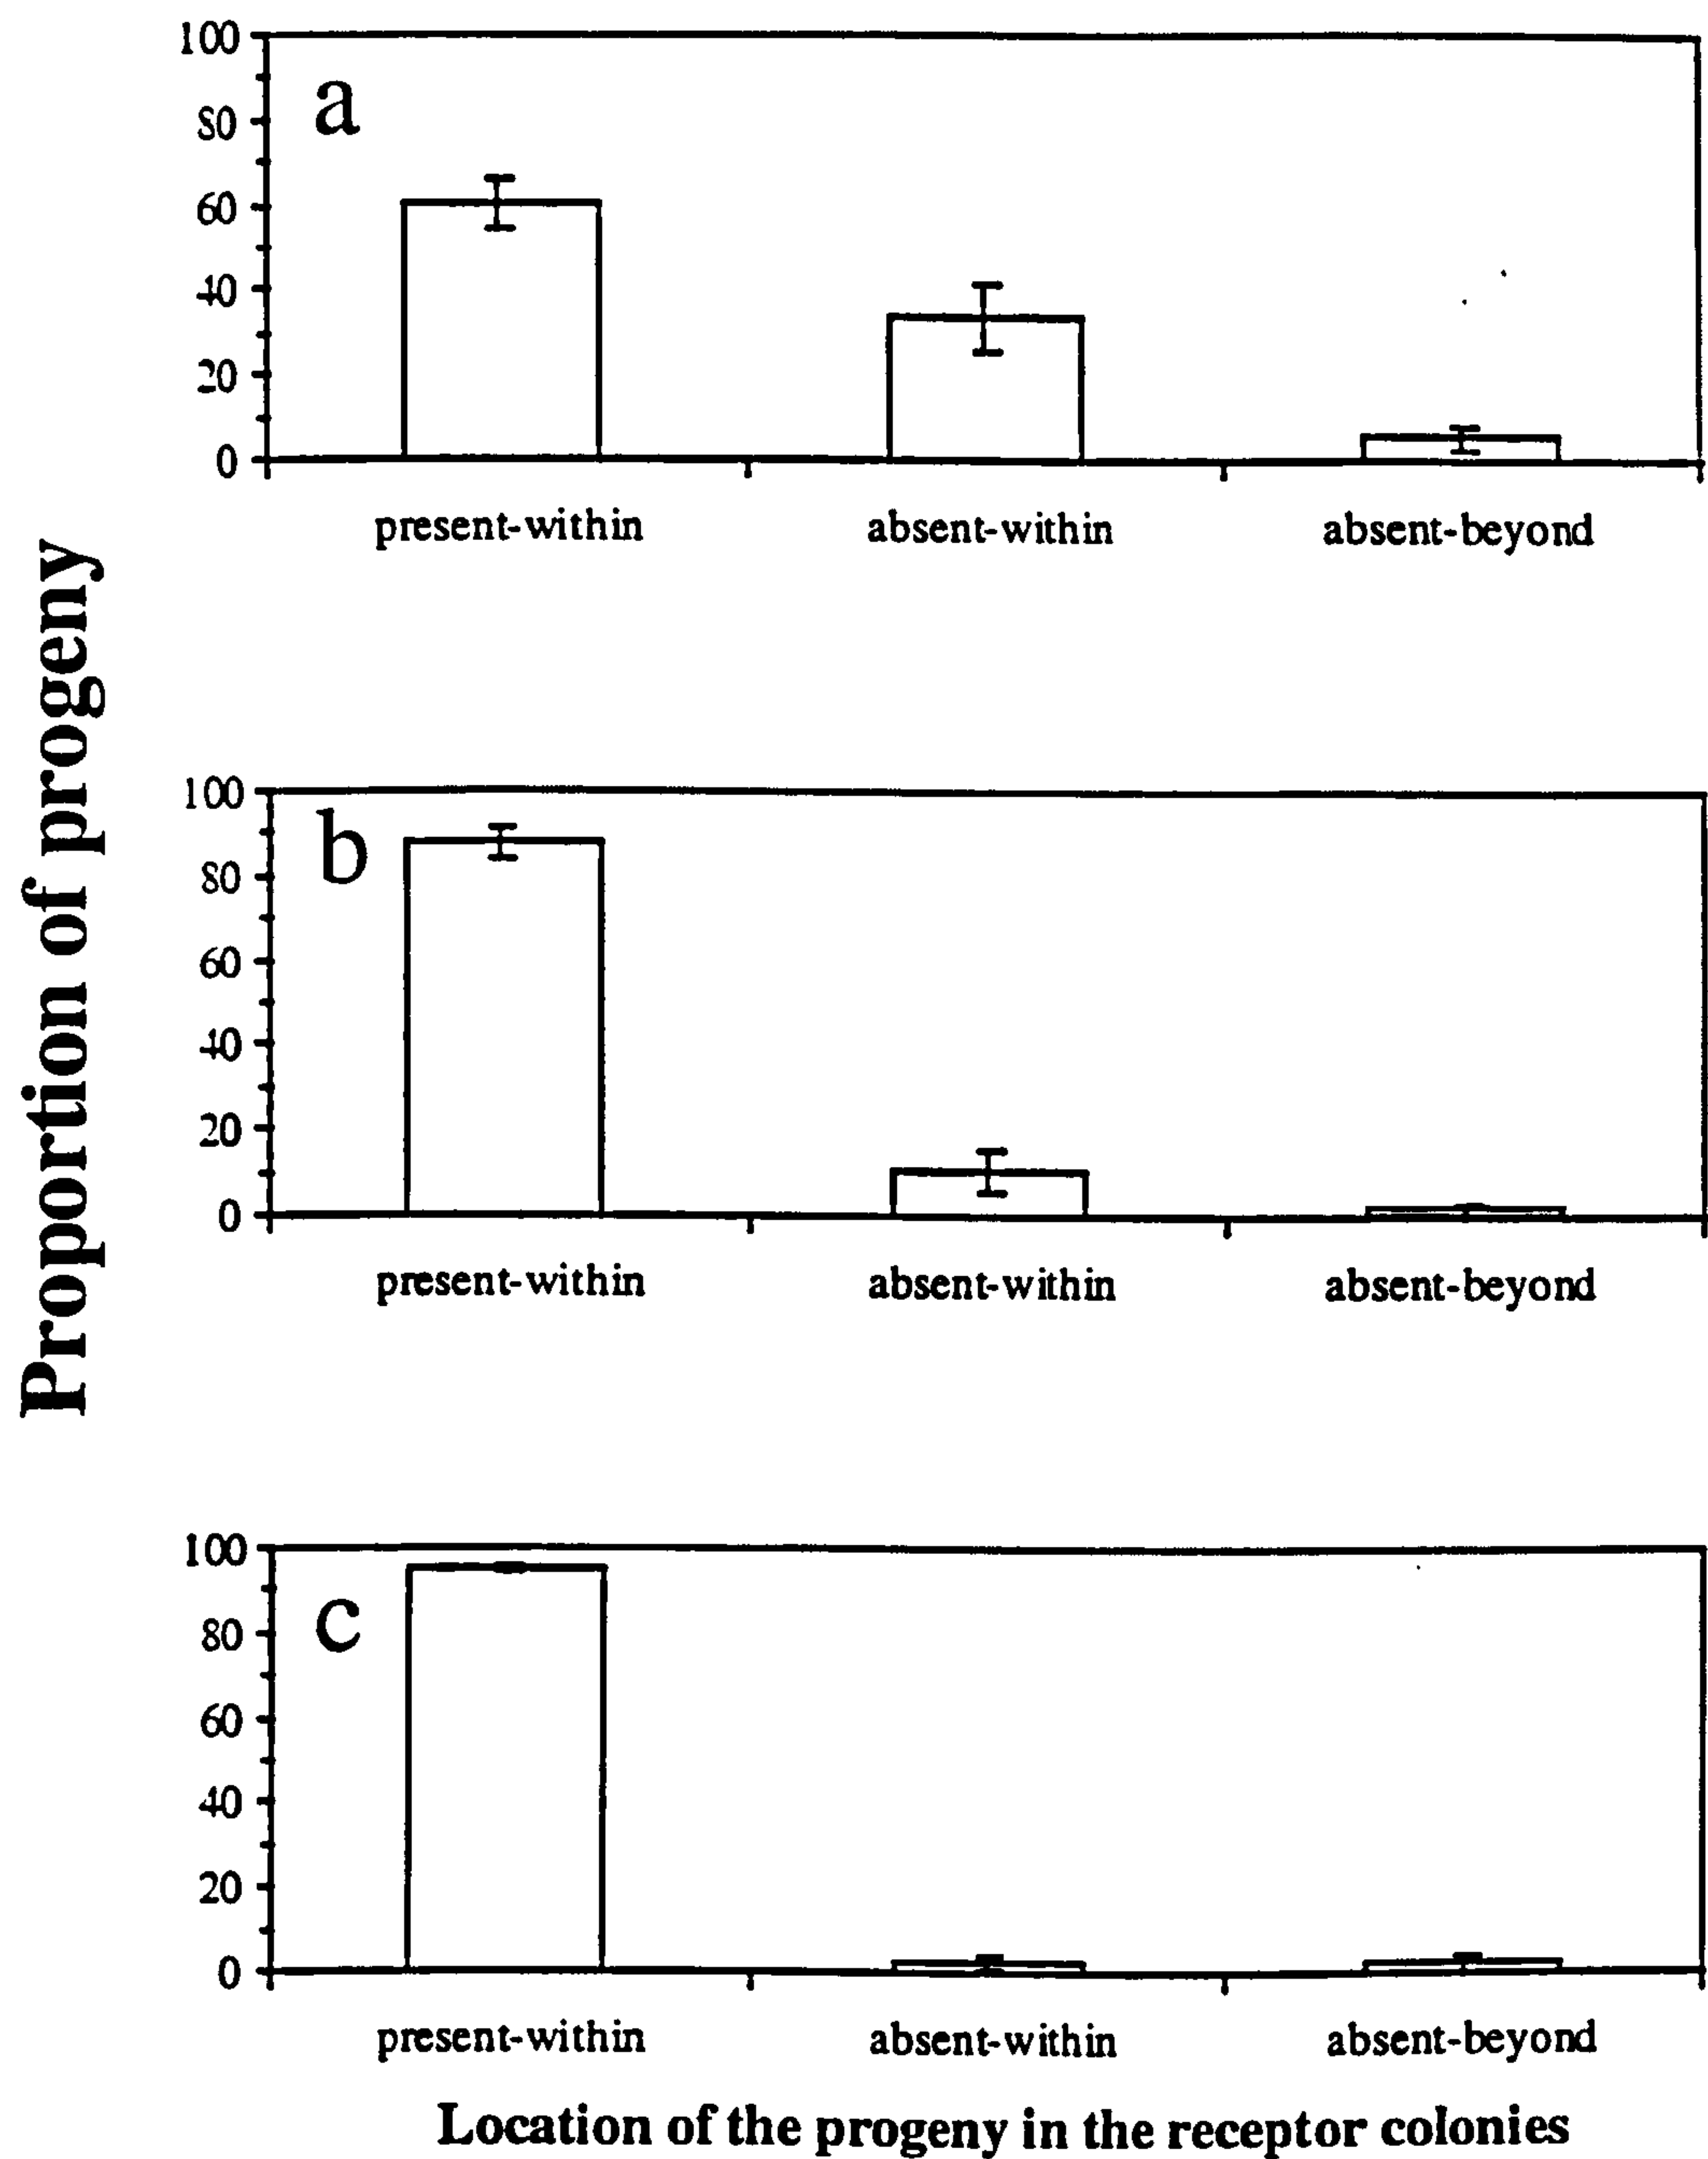 Proportion of progeny
a
100
80
60
40
20
0
present-within absent-within absent-beyond
b
100
80
60
40
20
0
present-within absent-within absent-beyond
c
100
80
60
40
20
0
present-within absent-within absent-beyond
Location of the progeny in the receptor colonies